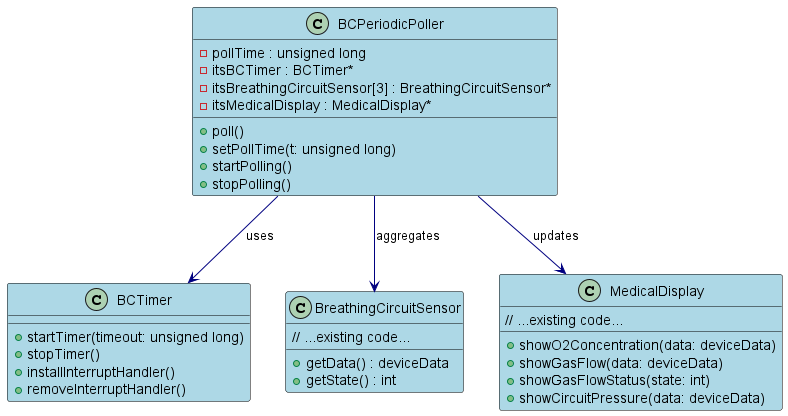 C BCPeriodicPoller
pollTime : unsigned long
itsBCTimer : BCTimer*
itsBreathingCircuitSensor[3] : BreathingCircuitSensor*
itsMedicalDisplay : MedicalDisplay*
poll()
setPollTime(t: unsigned long)
startPolling()
stopPolling()
uses
aggregates
updates
C BCTimer
startTimer(timeout: unsigned long)
stopTimer()
installInterruptHandler()
removeInterruptHandler()
C BreathingCircuitSensor
// ...existing code...
getData() : deviceData
getState() : int
C MedicalDisplay
// ...existing code...
showO2Concentration(data: deviceData)
showGasFlow(data: deviceData)
showGasFlowStatus(state: int)
showCircuitPressure(data: deviceData)